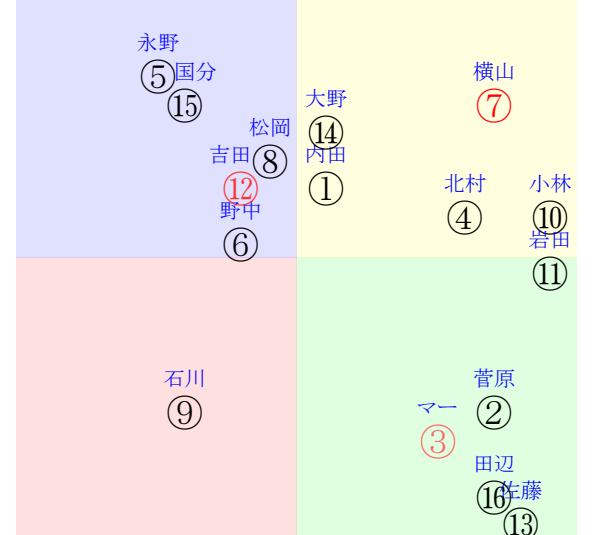 永野
⑤
国分
⑮
横山
⑦
大野
⑭
松岡
⑧
内田
①
吉田
⑫
野中
⑥
北村
④
小林
⑩
岩田
⑪
石川
⑨
菅原
②
マー
③
田辺
⑯
佐藤
⑬